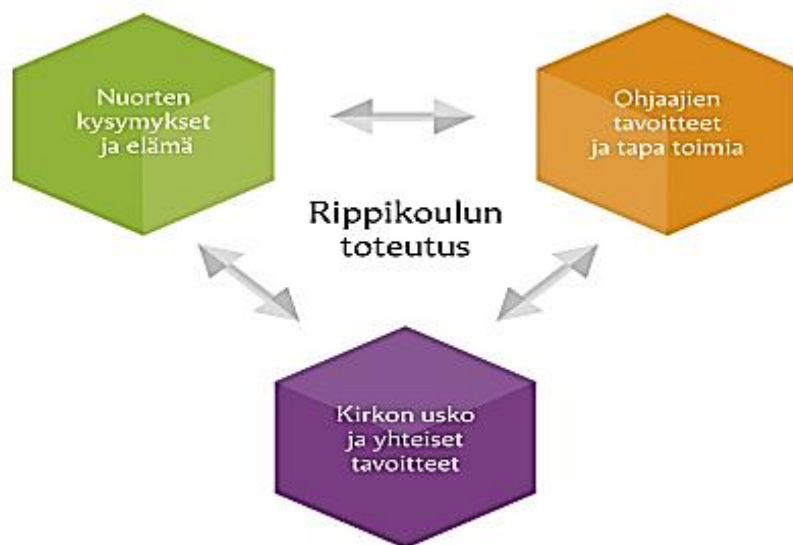 Nuorten
kysymykset
ja elämä
Ohjaajien
tavoitteet
ja tapa toimia
Rippikoulun
toteutus
Kirkon usko
ja yhteiset
tavoitteet